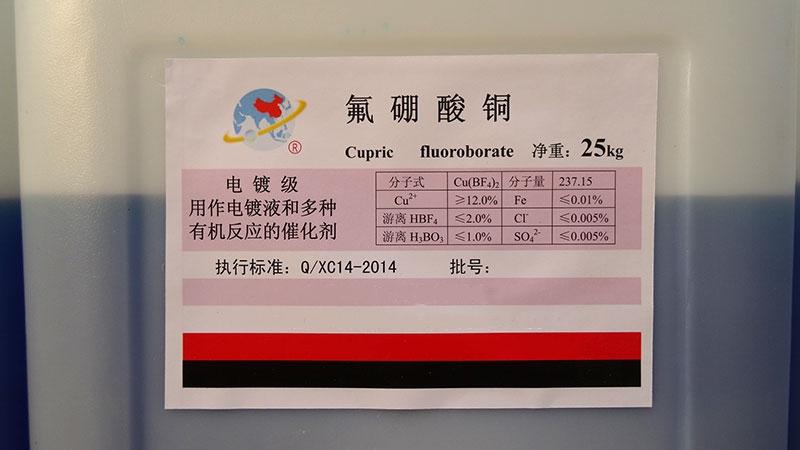 ®
氟硼酸铜
Cupric fluoroborate 净重：25kg
电镀级
用作电镀液和多种
有机反应的催化剂
分子式 Cu(BF₄)₂ 分子量 237.15
Cu²⁺ ≥12.0% Fe ≤0.01%
游离 HBF₄ ≤2.0% Cl⁻ ≤0.005%
游离 H₃BO₃ ≤1.0% SO₄²⁻ ≤0.005%
执行标准：Q/XC14-2014 批号：